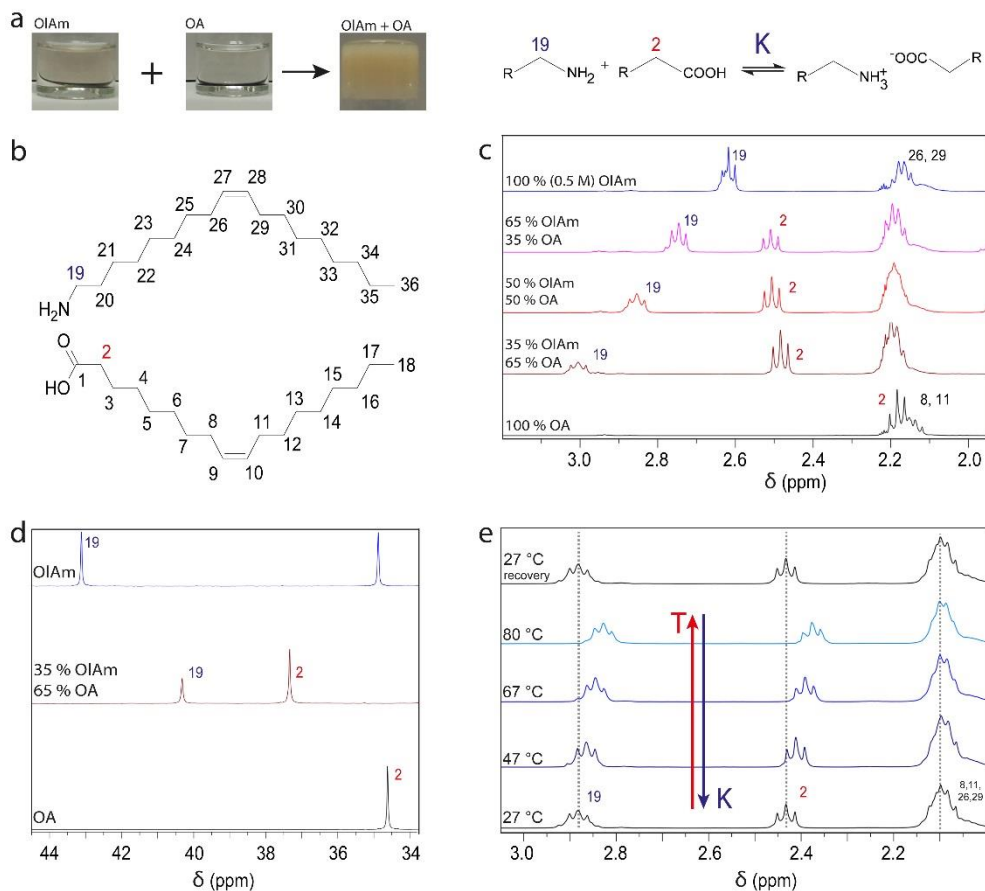 a
OlAm
OA
OlAm + OA
+
19
2
K
R
NH2
+
R
COOH
R
NH3+
-OOC
R
b
27 28
25 30
26 29
23 32
24 31
21 34
22 33
19 36
20 35
H2N
O
2 17
18
1 4 15
HO 6 13 16
3 8 11 14
5 12
7
9 10
c
19
26, 29
100 % (0.5 M) OlAm
65 % OlAm
35 % OA
19
2
50 % OlAm
50 % OA
19
2
35 % OlAm
65 % OA
19
2
100 % OA
2
8, 11
3.0 2.8 2.6 2.4 2.2 2.0
δ (ppm)
d
19
OlAm
35 % OlAm
65 % OA
19
2
OA
2
44 42 40 38 36 34
δ (ppm)
e
27 °C
recovery
80 °C
T
67 °C
47 °C
K
27 °C
19
2
8,11,
26,29
3.0 2.8 2.6 2.4 2.2
δ (ppm)